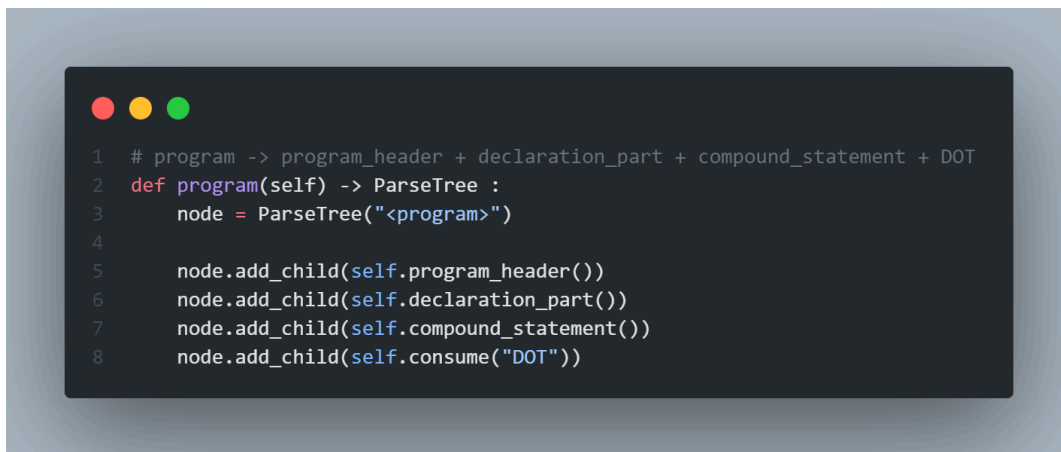 1 # program -> program_header + declaration_part + compound_statement + DOT
2 def program(self) -> ParseTree :
3     node = ParseTree("<program>")
4
5     node.add_child(self.program_header())
6     node.add_child(self.declaration_part())
7     node.add_child(self.compound_statement())
8     node.add_child(self.consume("DOT"))